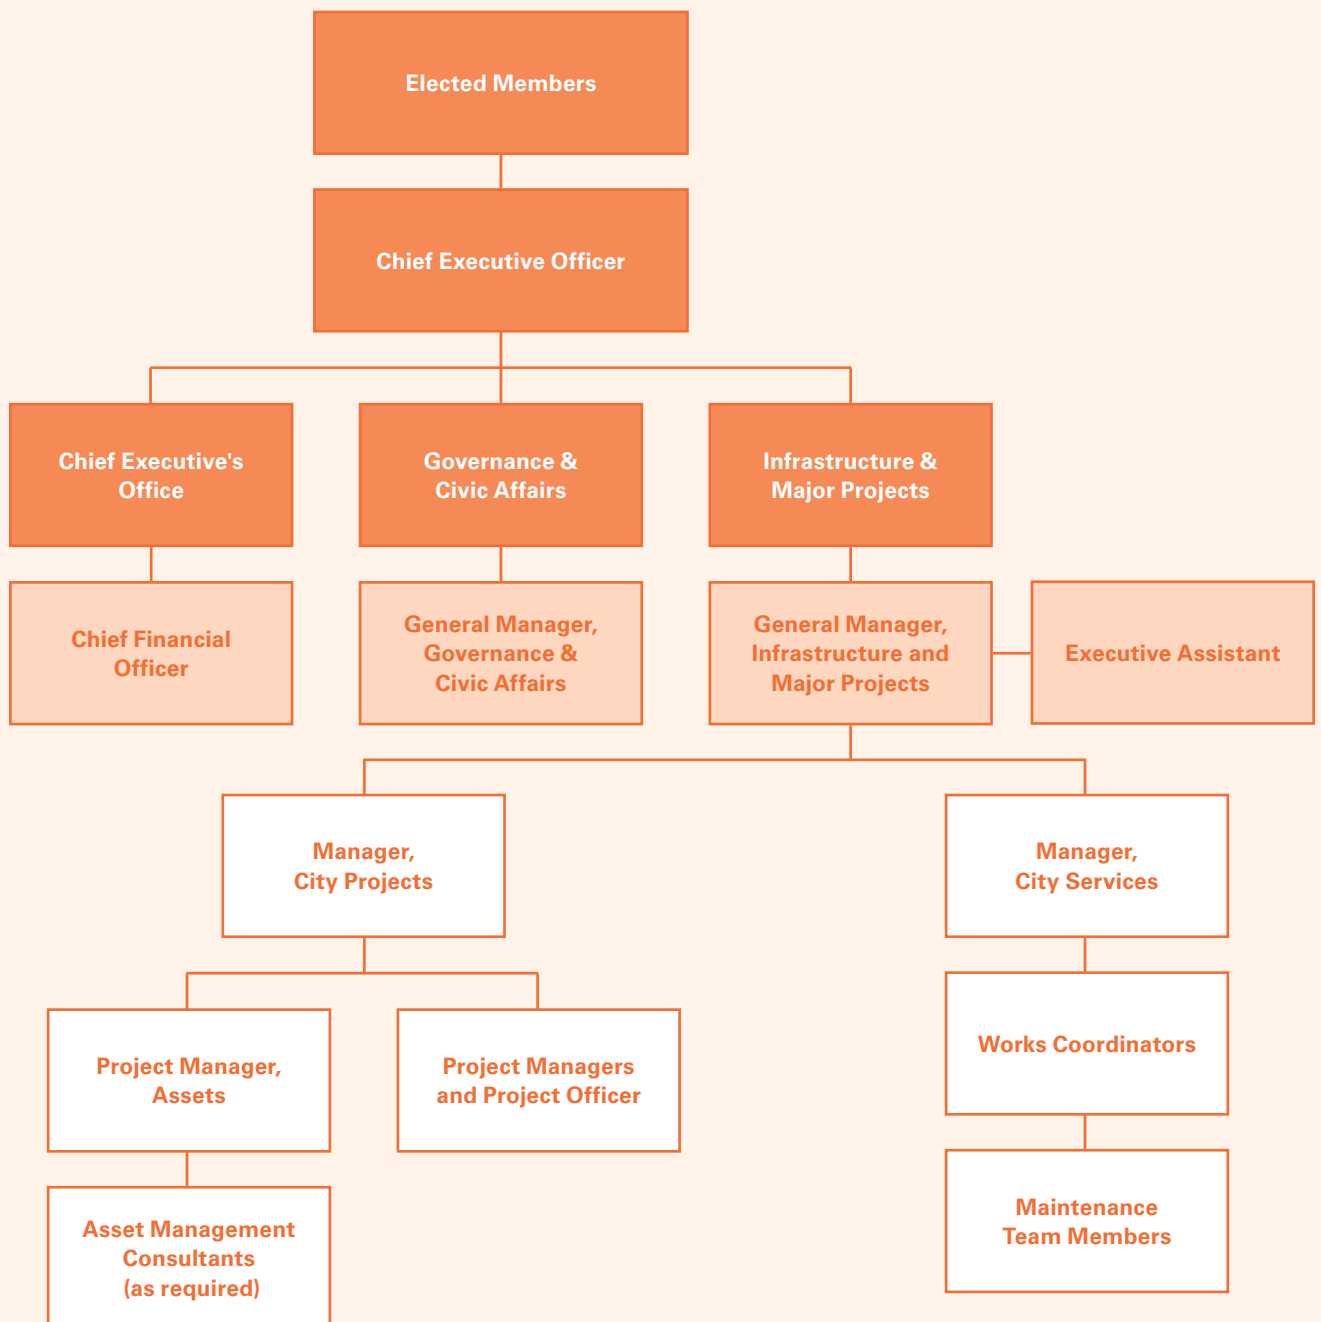 Elected Members
Chief Executive Officer
Chief Executive's
Office
Governance &
Civic Affairs
Infrastructure &
Major Projects
Chief Financial
Officer
General Manager,
Governance &
Civic Affairs
General Manager,
Infrastructure and
Major Projects
Executive Assistant
Manager,
City Projects
Manager,
City Services
Project Manager,
Assets
Project Managers
and Project Officer
Works Coordinators
Asset Management
Consultants
(as required)
Maintenance
Team Members